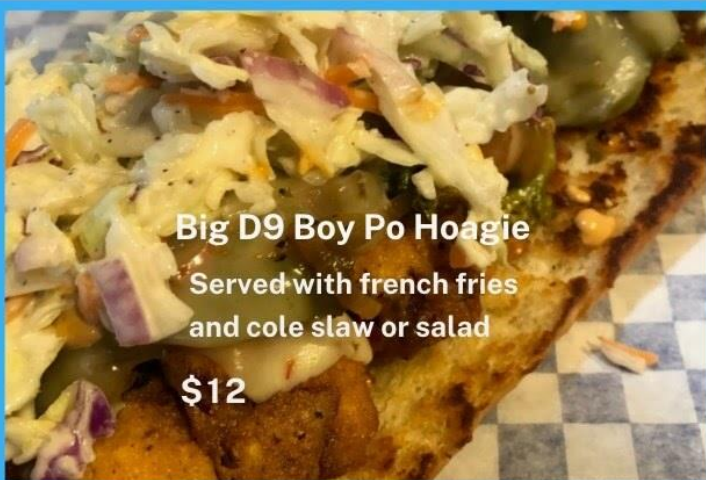 Big D9 Boy Po Hoagie
Served with french fries
and cole slaw or salad
$12